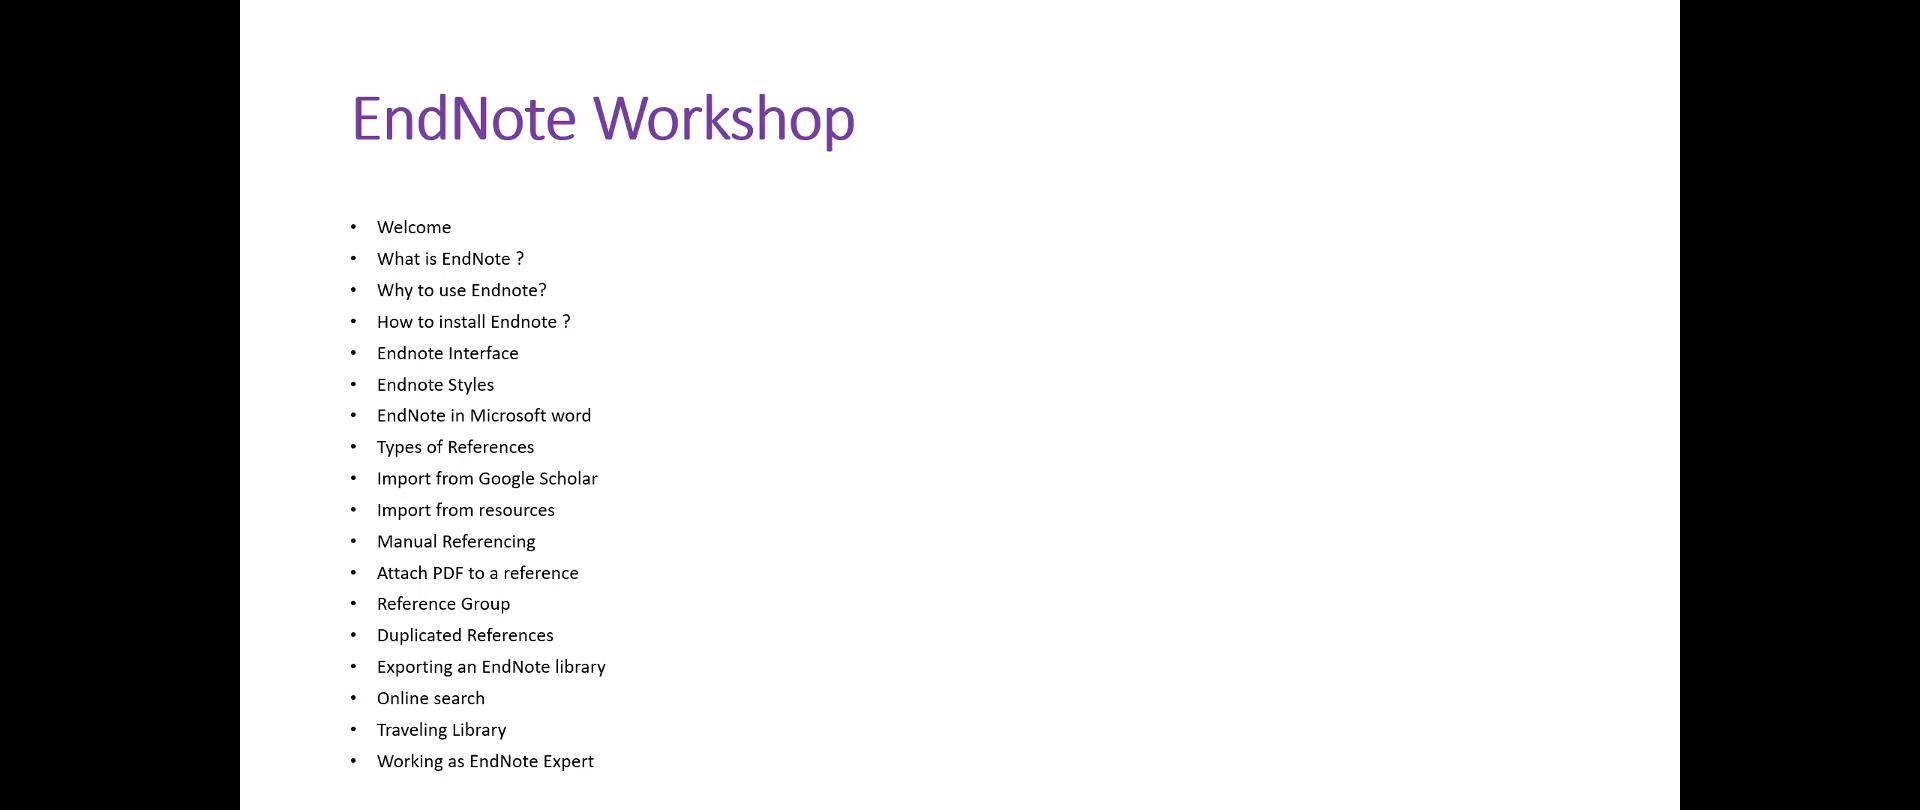 EndNote Workshop
• Welcome
• What is EndNote ?
• Why to use Endnote?
• How to install Endnote ?
• Endnote Interface
• Endnote Styles
• EndNote in Microsoft word
• Types of References
• Import from Google Scholar
• Import from resources
• Manual Referencing
• Attach PDF to a reference
• Reference Group
• Duplicated References
• Exporting an EndNote library
• Online search
• Traveling Library
• Working as EndNote Expert